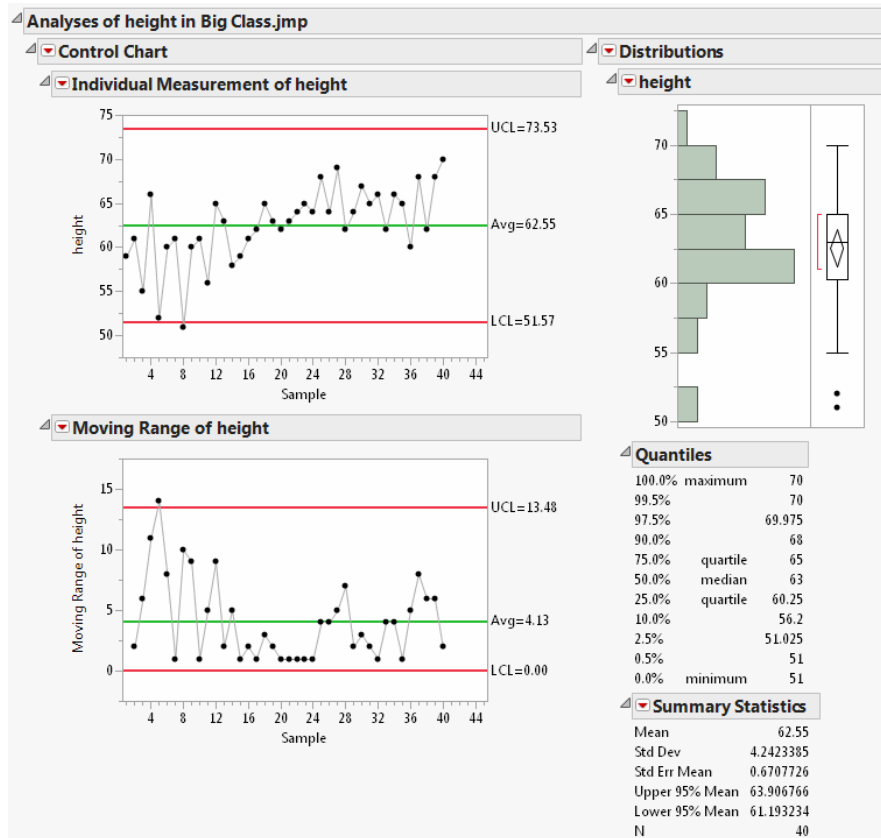 Analyses of height in Big Class.jmp
Control Chart
Individual Measurement of height
75
70
65
60
55
50
height
UCL=73.53
Avg=62.55
LCL=51.57
4 8 12 16 20 24 28 32 36 40 44
Sample
Moving Range of height
15
10
5
0
Moving Range of height
UCL=13.48
Avg=4.13
LCL=0.00
4 8 12 16 20 24 28 32 36 40 44
Sample
Distributions
height
70
65
60
55
50
Quantiles
100.0% maximum 70
99.5% 70
97.5% 69.975
90.0% 68
75.0% quartile 65
50.0% median 63
25.0% quartile 60.25
10.0% 56.2
2.5% 51.025
0.5% 51
0.0% minimum 51
Summary Statistics
Mean 62.55
Std Dev 4.2423385
Std Err Mean 0.6707726
Upper 95% Mean 63.906766
Lower 95% Mean 61.193234
N 40